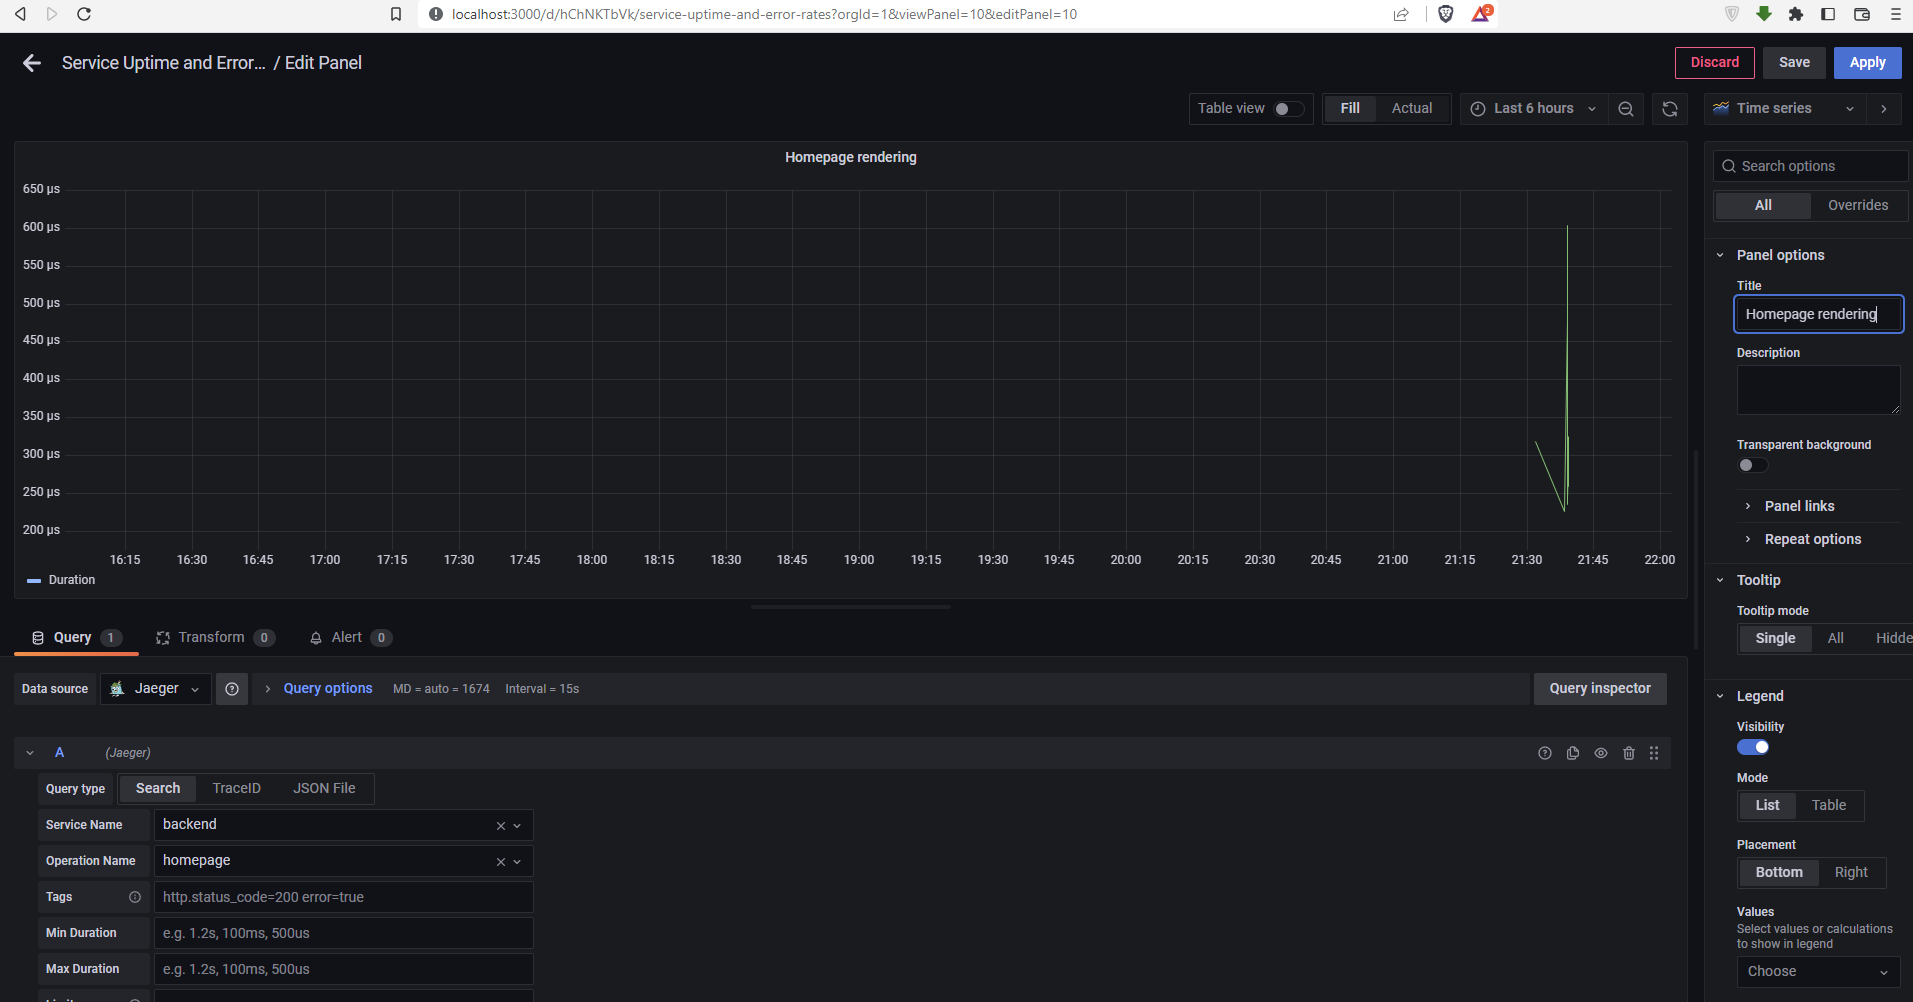 localhost:3000/d/hChNKTbVk/service-uptime-and-error-rates?orgId=1&viewPanel=10&editPanel=10
2
Service Uptime and Error... / Edit Panel
Discard
Save
Apply
Table view
Fill
Actual
Last 6 hours
Time series
Homepage rendering
650 µs
600 µs
550 µs
500 µs
450 µs
400 µs
350 µs
300 µs
250 µs
200 µs
16:15 16:30 16:45 17:00 17:15 17:30 17:45 18:00 18:15 18:30 18:45 19:00 19:15 19:30 19:45 20:00 20:15 20:30 20:45 21:00 21:15 21:30 21:45 22:00
Duration
Query 1
Transform 0
Alert 0
Data source
Jaeger
Query options
MD = auto = 1674
Interval = 15s
Query inspector
A
(Jaeger)
Query type
Search
TraceID
JSON File
Service Name
backend
Operation Name
homepage
Tags
http.status_code=200 error=true
Min Duration
e.g. 1.2s, 100ms, 500us
Max Duration
e.g. 1.2s, 100ms, 500us
Search options
All
Overrides
Panel options
Title
Homepage rendering
Description
Transparent background
Panel links
Repeat options
Tooltip
Tooltip mode
Single
All
Hidde
Legend
Visibility
Mode
List
Table
Placement
Bottom
Right
Values
Select values or calculations
to show in legend
Choose